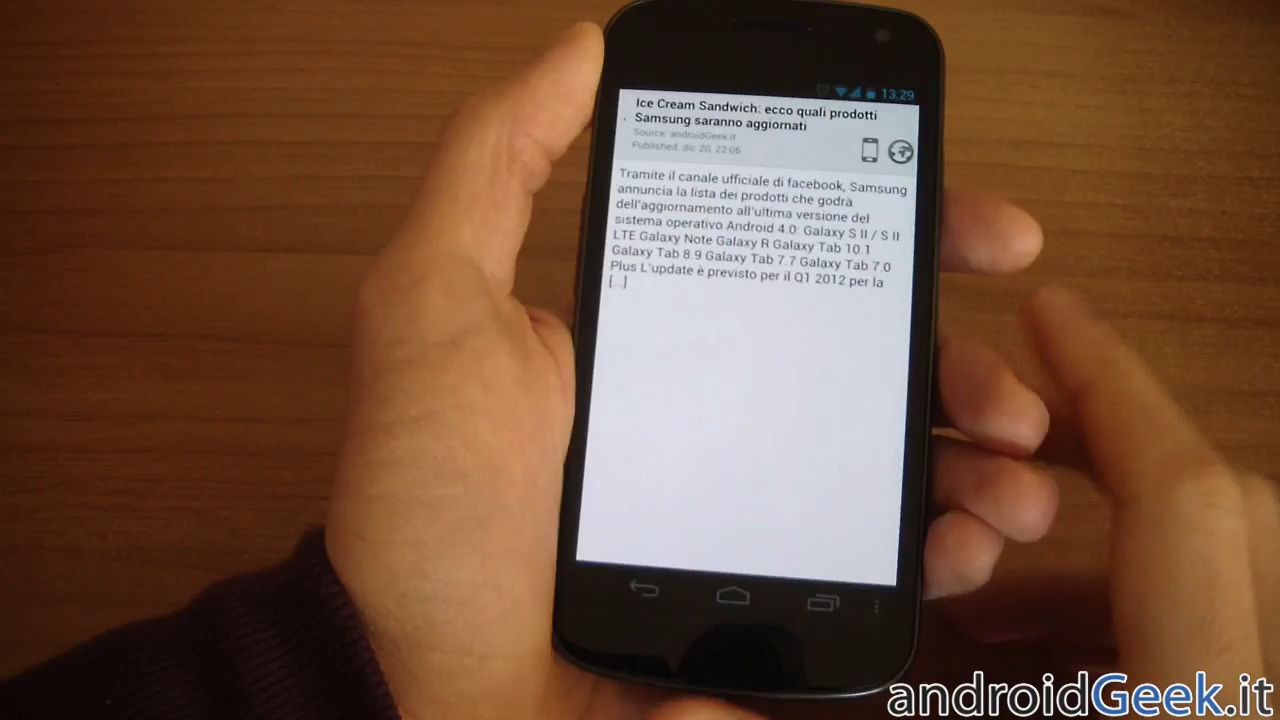 13:29
Ice Cream Sandwich: ecco quali prodotti
Samsung saranno aggiornati
Source: androidGeek.it
Published: dic 20, 22:06
Tramite il canale ufficiale di facebook, Samsung
annuncia la lista dei prodotti che godrà
dell'aggiornamento all'ultima versione del
sistema operativo Android 4.0: Galaxy S II / S II
LTE Galaxy Note Galaxy R Galaxy Tab 10.1
Galaxy Tab 8.9 Galaxy Tab 7.7 Galaxy Tab 7.0
Plus L'update è previsto per il Q1 2012 per la
[...]
androidGeek.it